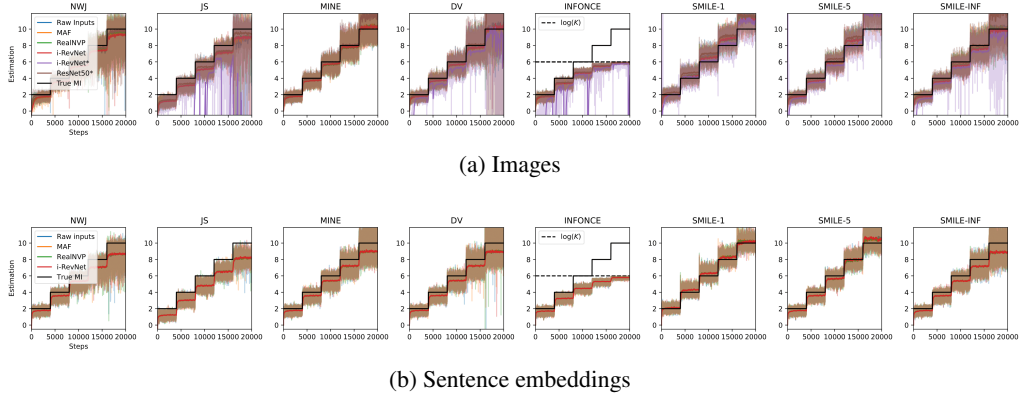 NWJ JS MINE DV INFONCE SMILE-1 SMILE-5 SMILE-INF
Estimation
10
8
6
4
2
0
Raw Inputs
MAF
RealNVP
i-RevNet
i-RevNet*
ResNet50*
True MI
log(K)
0 5000 10000 15000 20000
Steps
(a) Images
NWJ JS MINE DV INFONCE SMILE-1 SMILE-5 SMILE-INF
Estimation
10
8
6
4
2
0
Raw inputs
MAF
RealNVP
i-RevNet
True MI
log(K)
0 5000 10000 15000 20000
Steps
(b) Sentence embeddings